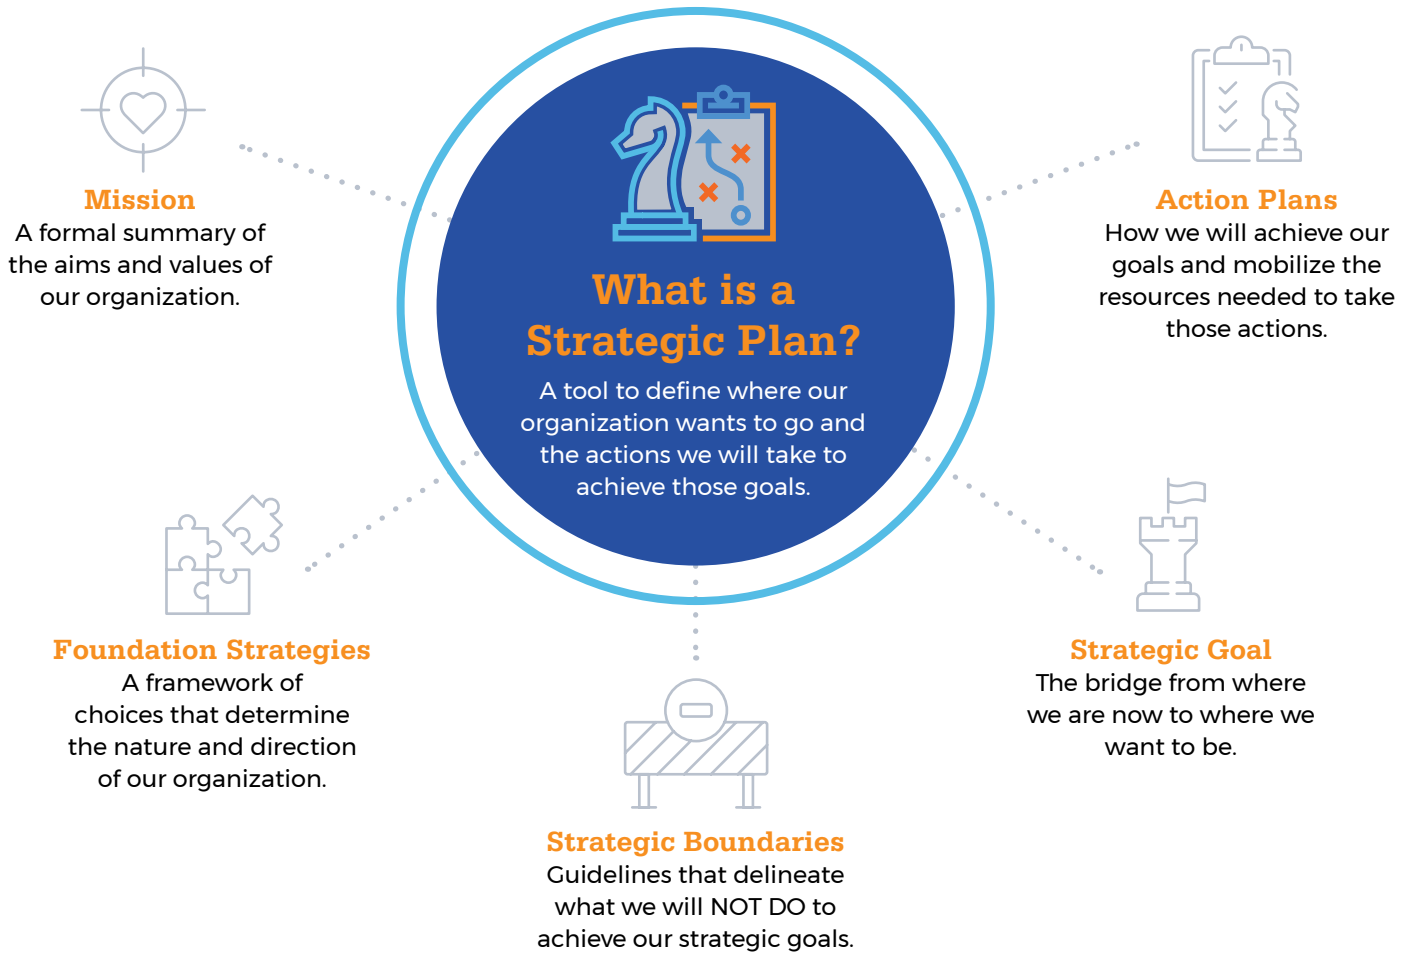 What is a
Strategic Plan?
A tool to define where our
organization wants to go and
the actions we will take to
achieve those goals.
Mission
A formal summary of
the aims and values of
our organization.
Action Plans
How we will achieve our
goals and mobilize the
resources needed to take
those actions.
Foundation Strategies
A framework of
choices that determine
the nature and direction
of our organization.
Strategic Goal
The bridge from where
we are now to where we
want to be.
Strategic Boundaries
Guidelines that delineate
what we will NOT DO to
achieve our strategic goals.